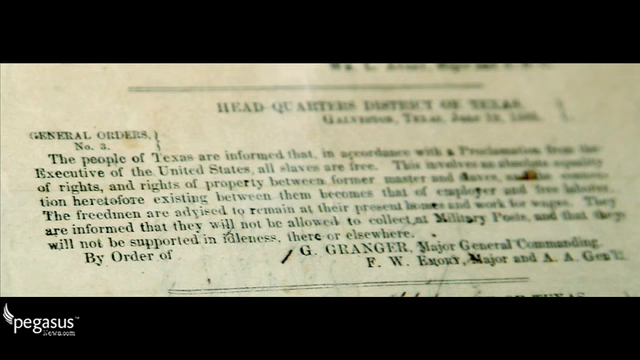 HEAD-QUARTERS DISTRICT OF TEXAS,
GALVESTON, TEXAS,
GENERAL ORDERS, }
No. 3. }
The people of Texas are informed that, in accordance with a Proclamation from the
Executive of the United States, all slaves are free. This involves an absolute equality
of rights, and rights of property between former master and slaves, and the connec-
tion heretofore existing between them becomes that of employer and free laborer.
The freedmen are advised to remain at their present homes and work for wages. They
are informed that they will not be allowed to collect at Military Posts, and that they
will not be supported in idleness, there or elsewhere.
By Order of G. GRANGER, Major General Commanding.
F. W. EMORY, Major and A. A. Gen'l.
OF TEXAS
pegasus™
News.com